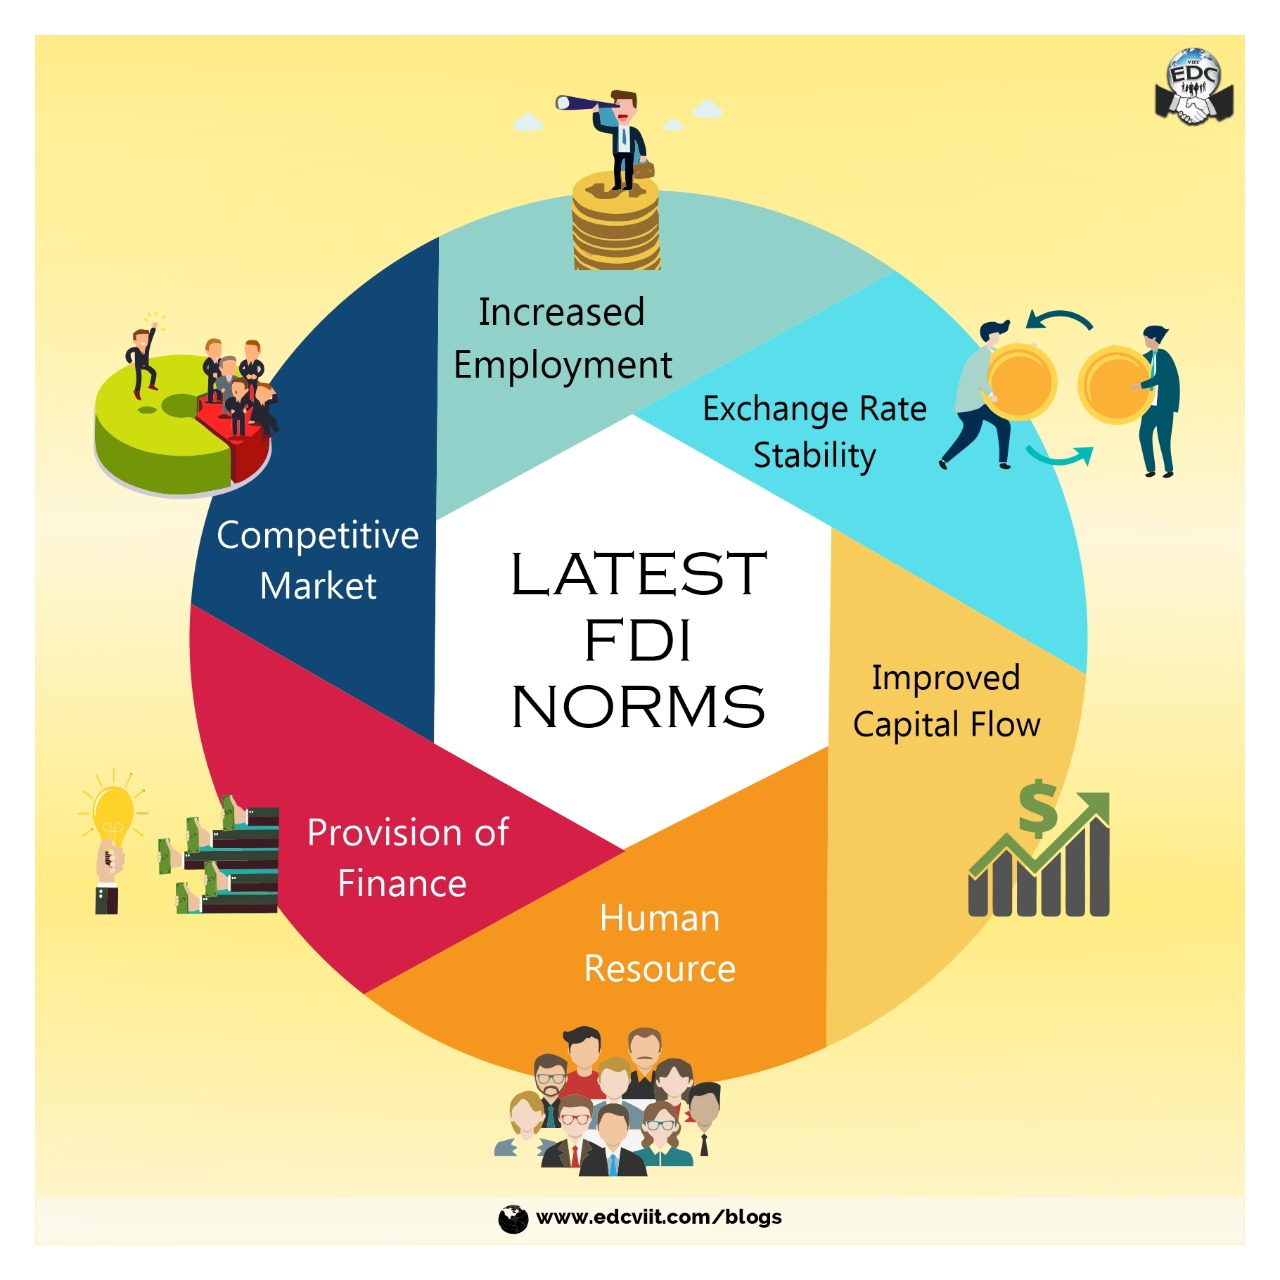 VIIT
EDC
Increased
Employment
Exchange Rate
Stability
Competitive
Market
LATEST
FDI
NORMS
Improved
Capital Flow
$
Provision of
Finance
Human
Resource
www.edcviit.com/blogs